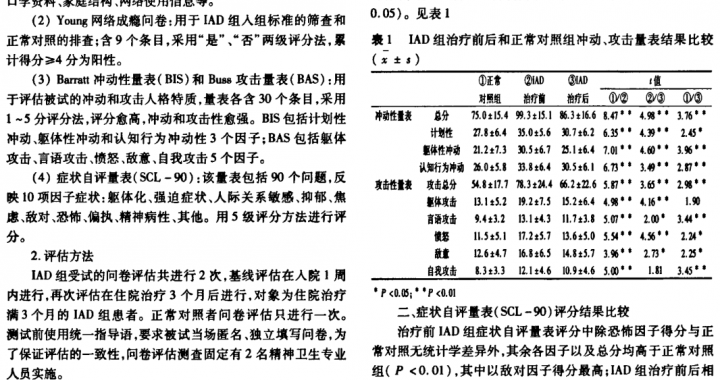 口学资料、家庭结构、网络使用信息等。
(2) Young 网络成瘾问卷:用于 IAD 组入组标准的筛查和
正常对照的排查;含 9 个条目,采用“是”、“否”两级评分法,累
计得分≥4 分为阳性。
(3) Barratt 冲动性量表(BIS)和 Buss 攻击量表(BAS):用
于评估被试的冲动和攻击人格特质,量表各含 30 个条目,采用
1~5 分评分法,评分愈高,冲动和攻击性愈强。BIS 包括计划性
冲动、躯体性冲动和认知行为冲动性 3 个因子;BAS 包括躯体
攻击、言语攻击、愤怒、敌意、自我攻击 5 个因子。
(4) 症状自评量表(SCL-90):该量表包括 90 个问题,反
映 10 项因子症状:躯体化、强迫症状、人际关系敏感、抑郁、焦
虑、敌对、恐怖、偏执、精神病性、其他。用 5 级评分方法进行评
分。
2. 评估方法
IAD 组受试的问卷评估共进行 2 次,基线评估在入院 1 周
内进行,再次评估在住院治疗 3 个月后进行,对象为住院治疗
满 3 个月的 IAD 组患者。正常对照者问卷评估只进行一次。
测试前使用统一指导语,要求被试当场匿名、独立填写问卷,为
了保证评估的一致性,问卷评估测查固定有 2 名精神卫生专业
人员实施。
0.05)。见表 1
表 1 IAD 组治疗前后和正常对照组冲动、攻击量表结果比较
(x̄ ± s)
①正常 ②IAD ③IAD t 值
对照组 治疗前 治疗后 ①/② ②/③ ①/③
冲动性量表 总分 75.0±15.4 99.3±15.1 86.3±16.6 8.47** 4.98** 3.76**
计划性 27.8±6.4 35.0±5.6 30.7±6.2 6.35** 4.39** 2.45*
躯体性冲动 21.2±7.3 30.5±6.7 25.1±6.4 7.01** 4.60** 3.96**
认知行为冲动 26.0±5.8 33.8±6.4 30.5±6.1 6.73** 3.49** 2.87**
攻击性量表 攻击总分 54.8±17.7 78.3±24.4 66.2±22.6 5.87** 3.65** 2.98**
躯体攻击 13.1±5.2 19.2±7.5 15.2±6.4 4.98** 4.16** 1.90
言语攻击 9.4±3.2 13.1±4.3 11.7±3.8 5.07** 2.00* 3.44**
愤怒 11.5±5.1 17.2±5.7 13.6±5.0 5.54** 4.56** 2.24*
敌意 12.6±4.7 16.8±6.5 14.8±5.7 3.96** 2.73* 2.25*
自我攻击 8.3±3.3 12.1±4.6 10.9±4.6 5.00** 1.81 3.45**
*P<0.05;**P<0.01
二、症状自评量表(SCL-90)评分结果比较
治疗前 IAD 组症状自评量表评分中除恐怖因子得分与正
常对照无统计学差异外,其余各因子以及总分均高于正常对照
组(P<0.01),其中以敌对因子得分最高;IAD 组治疗前后相